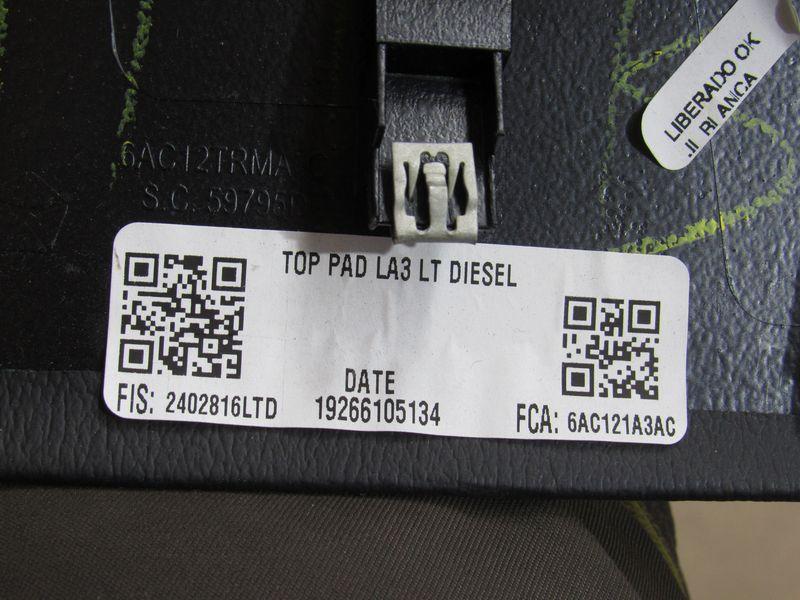 LIBERADO OK
6AC12TRMA
S.C. 59795
TOP PAD LA3 LT DIESEL
DATE
19266105134
FIS: 2402816LTD
FCA: 6AC121A3AC